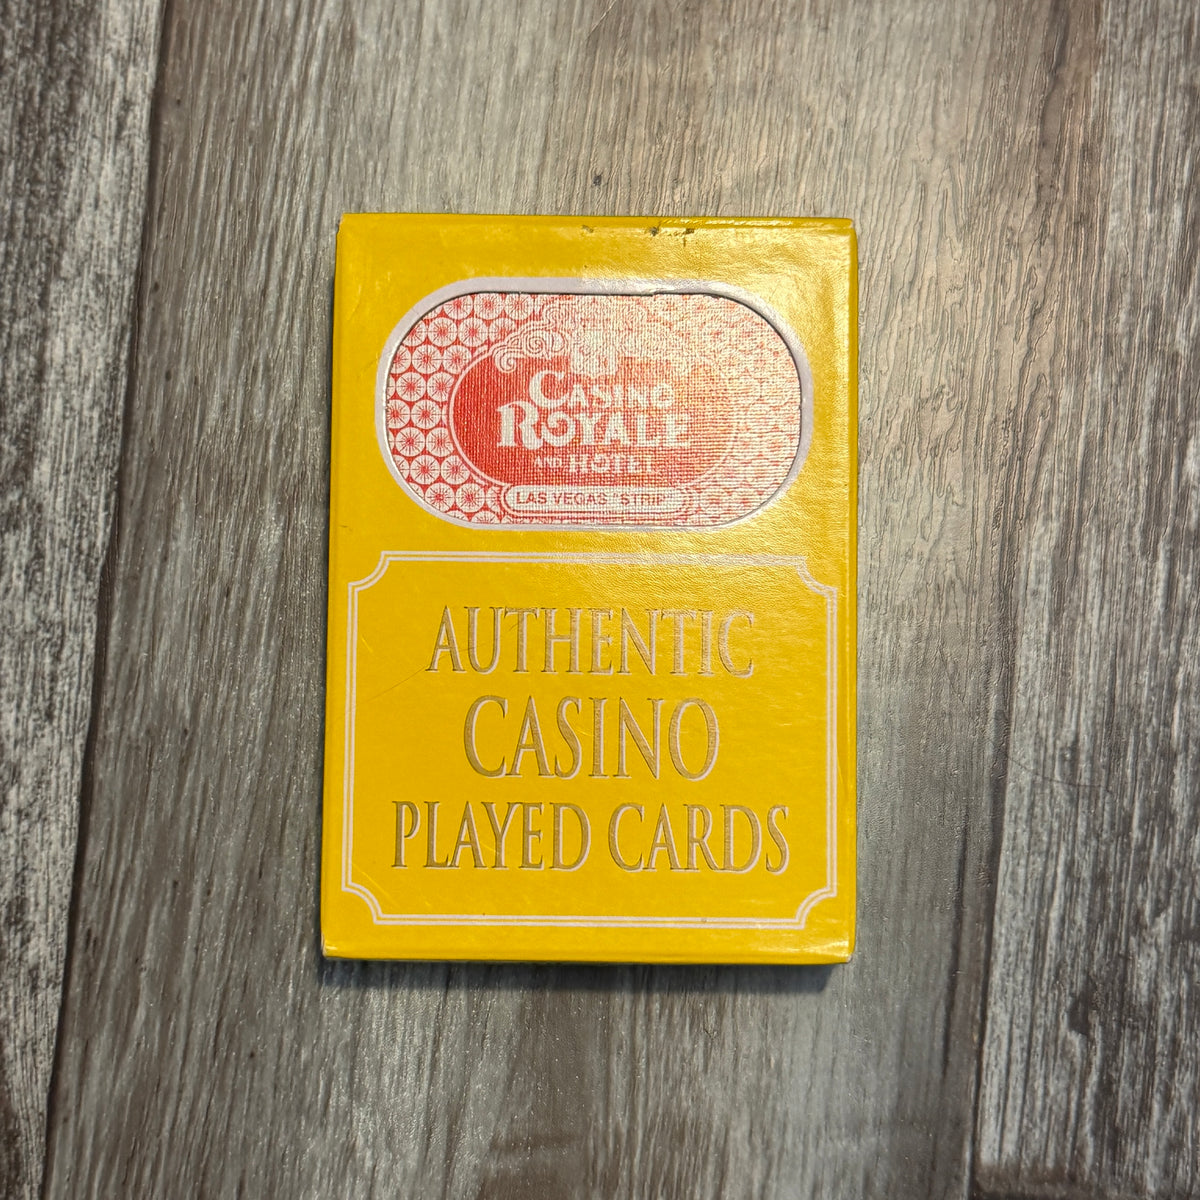 CASINO
ROYALE
AND HOTEL
LAS VEGAS "STRIP"
AUTHENTIC
CASINO
PLAYED CARDS